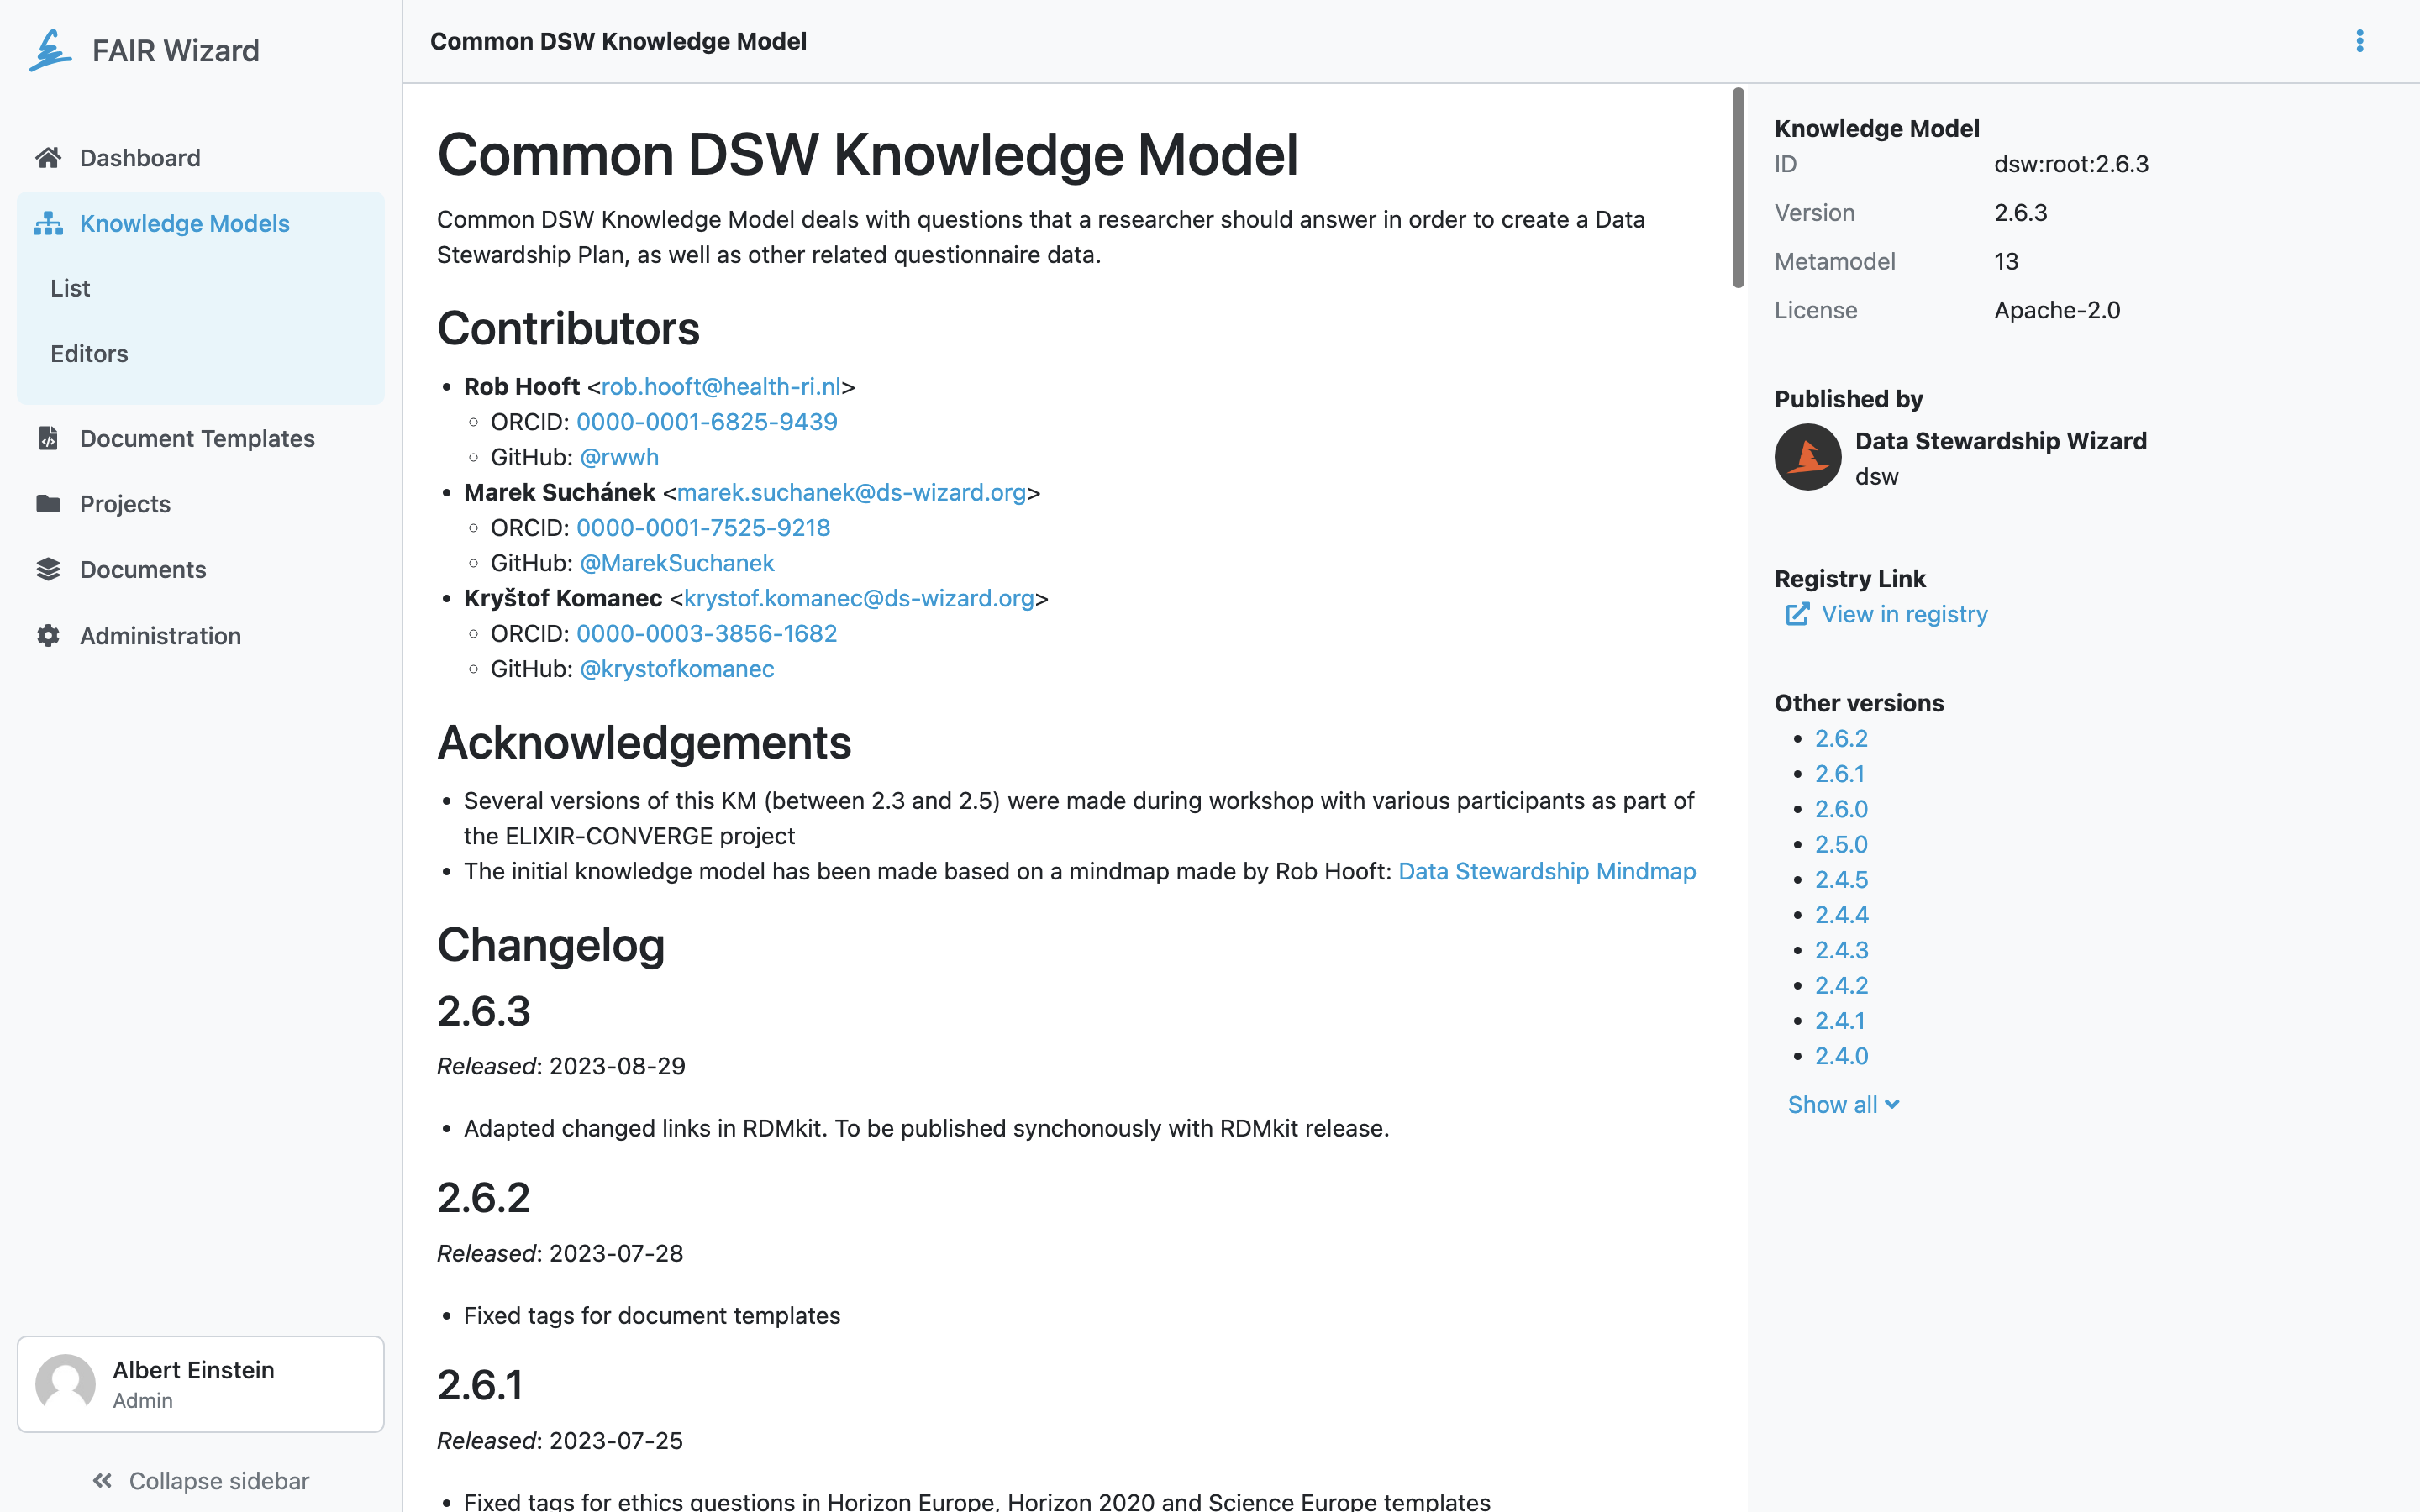 FAIR Wizard
Dashboard
Knowledge Models
List
Editors
Document Templates
Projects
Documents
Administration
Albert Einstein
Admin
Collapse sidebar
Common DSW Knowledge Model
Common DSW Knowledge Model
Common DSW Knowledge Model deals with questions that a researcher should answer in order to create a Data
Stewardship Plan, as well as other related questionnaire data.
Contributors
• Rob Hooft <rob.hooft@health-ri.nl>
◦ ORCID: 0000-0001-6825-9439
◦ GitHub: @rwwh
• Marek Suchánek <marek.suchanek@ds-wizard.org>
◦ ORCID: 0000-0001-7525-9218
◦ GitHub: @MarekSuchanek
• Kryštof Komanec <krystof.komanec@ds-wizard.org>
◦ ORCID: 0000-0003-3856-1682
◦ GitHub: @krystofkomanec
Acknowledgements
• Several versions of this KM (between 2.3 and 2.5) were made during workshop with various participants as part of
the ELIXIR-CONVERGE project
• The initial knowledge model has been made based on a mindmap made by Rob Hooft: Data Stewardship Mindmap
Changelog
2.6.3
Released: 2023-08-29
• Adapted changed links in RDMkit. To be published synchonously with RDMkit release.
2.6.2
Released: 2023-07-28
• Fixed tags for document templates
2.6.1
Released: 2023-07-25
• Fixed tags for ethics questions in Horizon Europe, Horizon 2020 and Science Europe templates
Knowledge Model
ID dsw:root:2.6.3
Version 2.6.3
Metamodel 13
License Apache-2.0
Published by
Data Stewardship Wizard
dsw
Registry Link
View in registry
Other versions
• 2.6.2
• 2.6.1
• 2.6.0
• 2.5.0
• 2.4.5
• 2.4.4
• 2.4.3
• 2.4.2
• 2.4.1
• 2.4.0
Show all